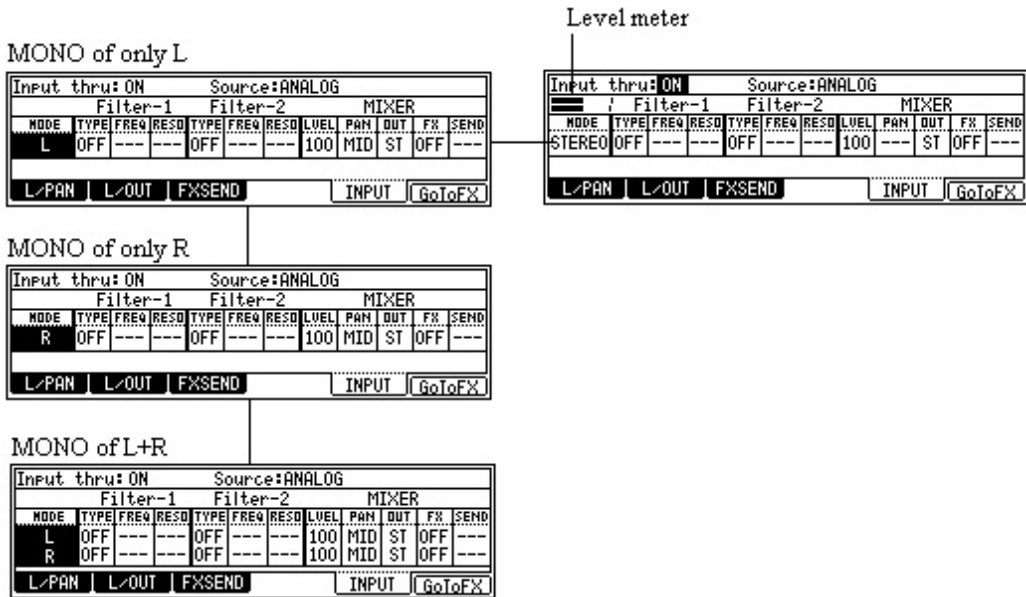 Level meter
MONO of only L
Input thru: ON Source:ANALOG
Filter-1 Filter-2 MIXER
MODE TYPE FREQ RESO TYPE FREQ RESO LVEL PAN OUT FX SEND
L OFF --- --- OFF --- --- 100 MID ST OFF ---
L/PAN L/OUT FXSEND INPUT GoToFX
Input thru: ON Source:ANALOG
/ Filter-1 Filter-2 MIXER
MODE TYPE FREQ RESO TYPE FREQ RESO LVEL PAN OUT FX SEND
STEREO OFF --- --- OFF --- --- 100 --- ST OFF ---
L/PAN L/OUT FXSEND INPUT GoToFX
MONO of only R
Input thru: ON Source:ANALOG
Filter-1 Filter-2 MIXER
MODE TYPE FREQ RESO TYPE FREQ RESO LVEL PAN OUT FX SEND
R OFF --- --- OFF --- --- 100 MID ST OFF ---
L/PAN L/OUT FXSEND INPUT GoToFX
MONO of L+R
Input thru: ON Source:ANALOG
Filter-1 Filter-2 MIXER
MODE TYPE FREQ RESO TYPE FREQ RESO LVEL PAN OUT FX SEND
L OFF --- --- OFF --- --- 100 MID ST OFF ---
R OFF --- --- OFF --- --- 100 MID ST OFF ---
L/PAN L/OUT FXSEND INPUT GoToFX